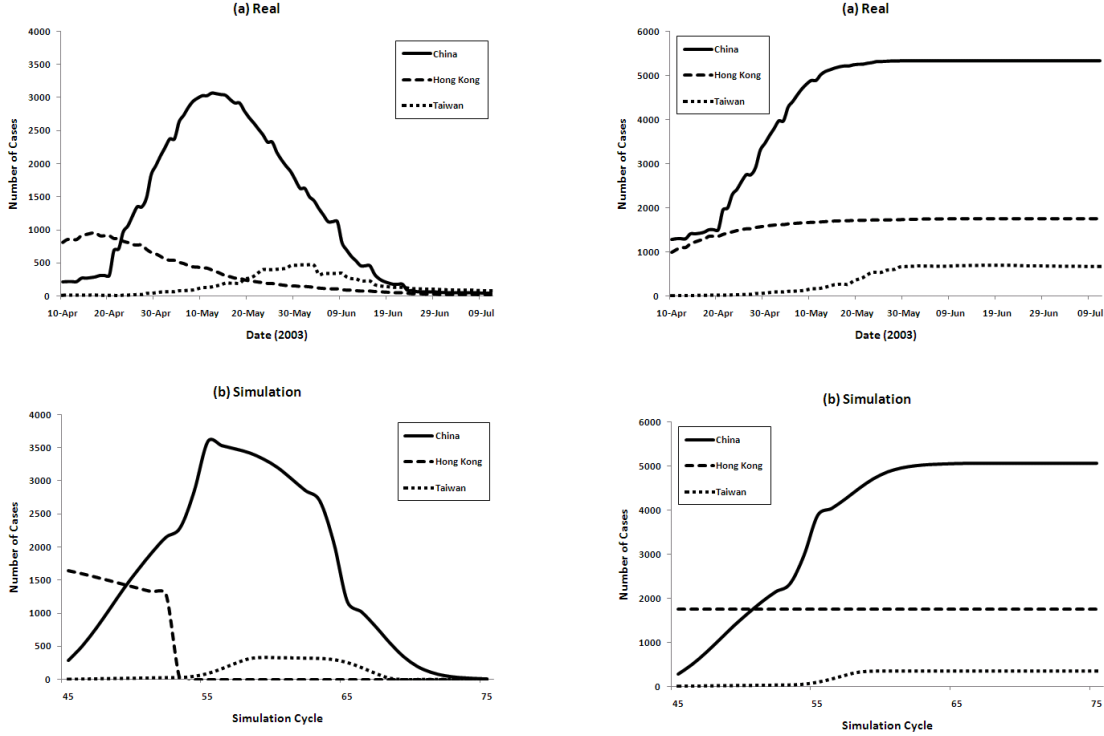 (a) Real
4000
3500
3000
2500
2000
1500
1000
500
0
Number of Cases
China
Hong Kong
Taiwan
10-Apr 20-Apr 30-Apr 10-May 20-May 30-May 09-Jun 19-Jun 29-Jun 09-Jul
Date (2003)
(a) Real
6000
5000
4000
3000
2000
1000
0
Number of Cases
China
Hong Kong
Taiwan
10-Apr 20-Apr 30-Apr 10-May 20-May 30-May 09-Jun 19-Jun 29-Jun 09-Jul
Date (2003)
(b) Simulation
4000
3500
3000
2500
2000
1500
1000
500
0
Number of Cases
China
Hong Kong
Taiwan
45 55 65 75
Simulation Cycle
(b) Simulation
6000
5000
4000
3000
2000
1000
0
Number of Cases
China
Hong Kong
Taiwan
45 55 65 75
Simulation Cycle